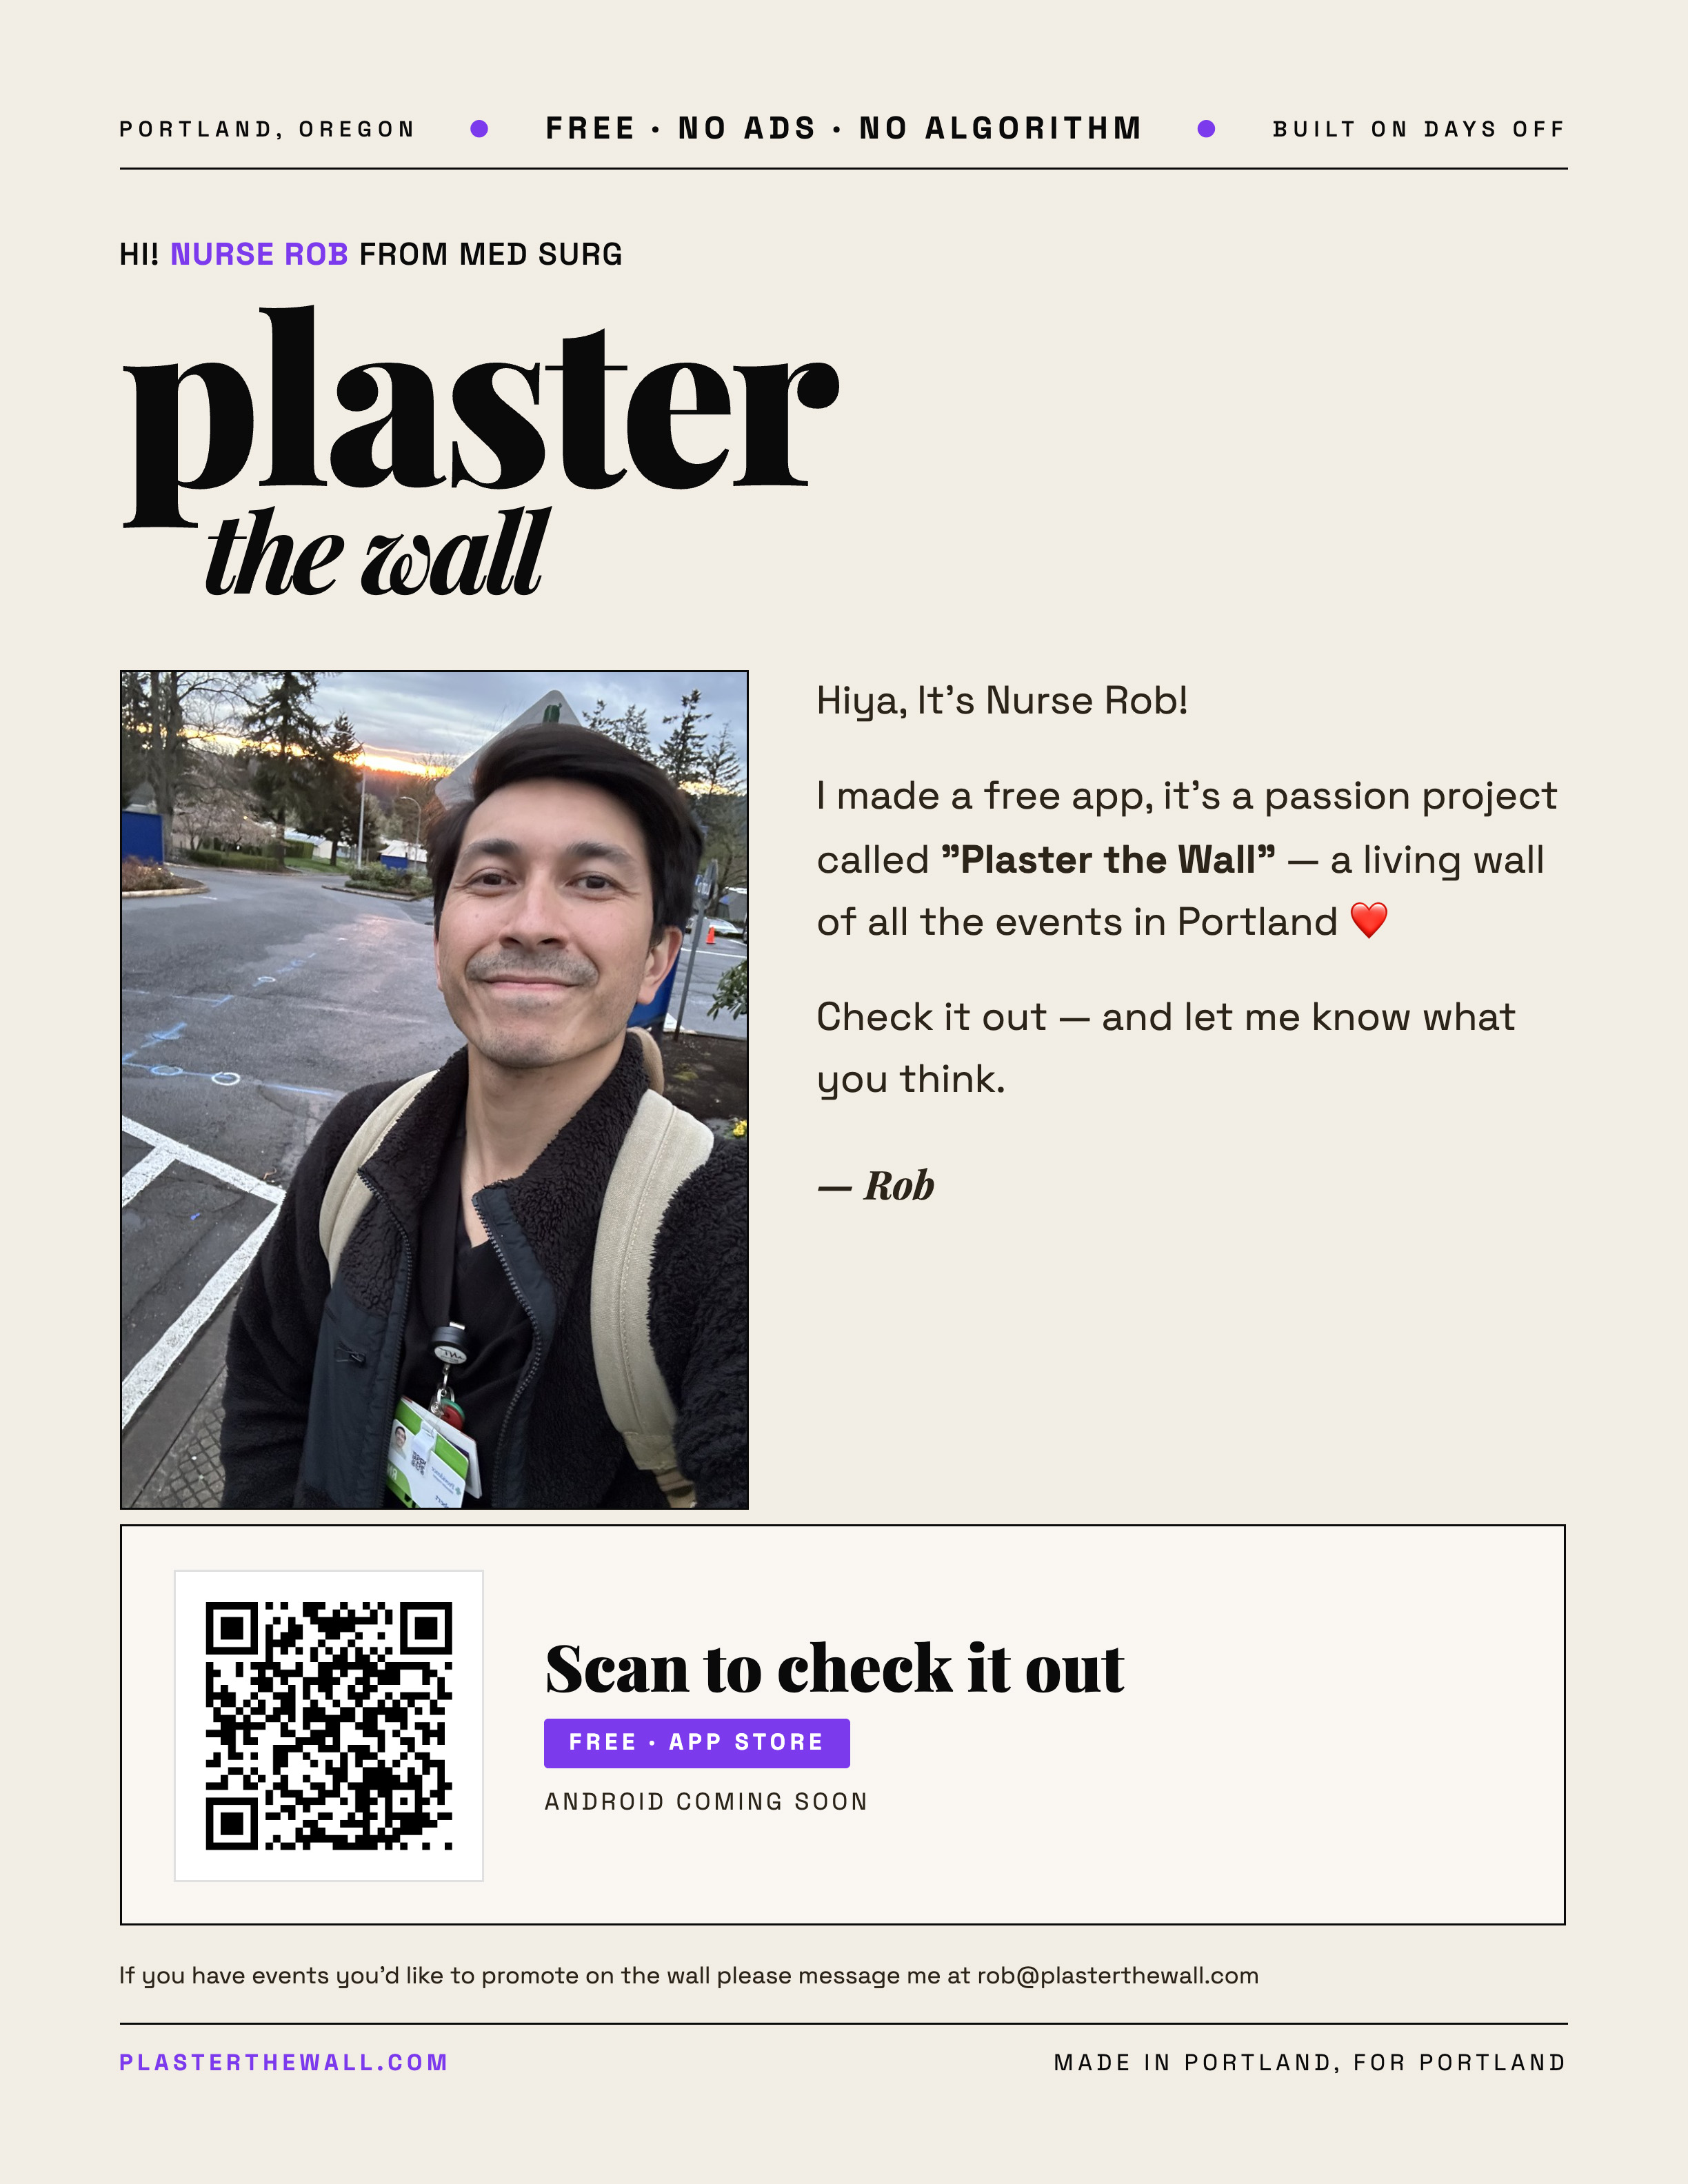 PORTLAND, OREGON ● FREE · NO ADS · NO ALGORITHM ● BUILT ON DAYS OFF
HI! NURSE ROB FROM MED SURG
plaster
the wall
Hiya, It’s Nurse Rob!
I made a free app, it’s a passion project
called ”Plaster the Wall” — a living wall
of all the events in Portland ❤️
Check it out — and let me know what
you think.
— Rob
Scan to check it out
FREE · APP STORE
ANDROID COMING SOON
If you have events you’d like to promote on the wall please message me at rob@plasterthewall.com
PLASTERTHEWALL.COM
MADE IN PORTLAND, FOR PORTLAND